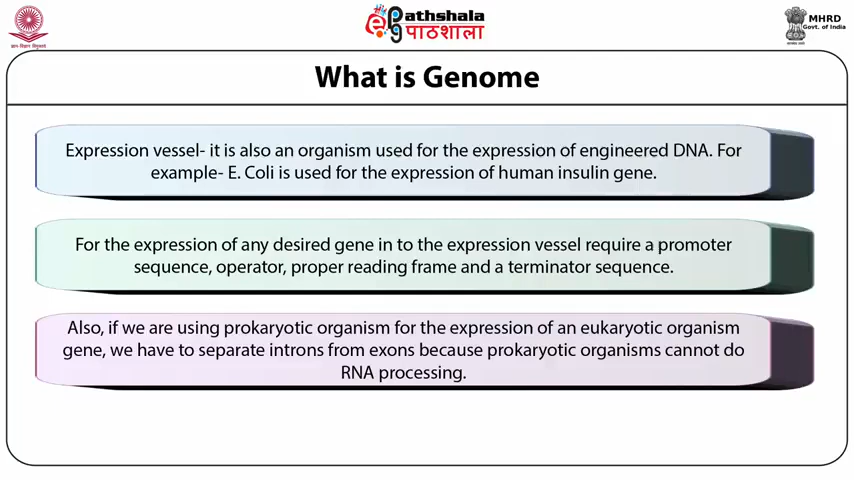 Pathshala
पाठशाला
MHRD
Govt. of India
What is Genome
Expression vessel- it is also an organism used for the expression of engineered DNA. For
example- E. Coli is used for the expression of human insulin gene.
For the expression of any desired gene in to the expression vessel require a promoter
sequence, operator, proper reading frame and a terminator sequence.
Also, if we are using prokaryotic organism for the expression of an eukaryotic organism
gene, we have to separate introns from exons because prokaryotic organisms cannot do
RNA processing.